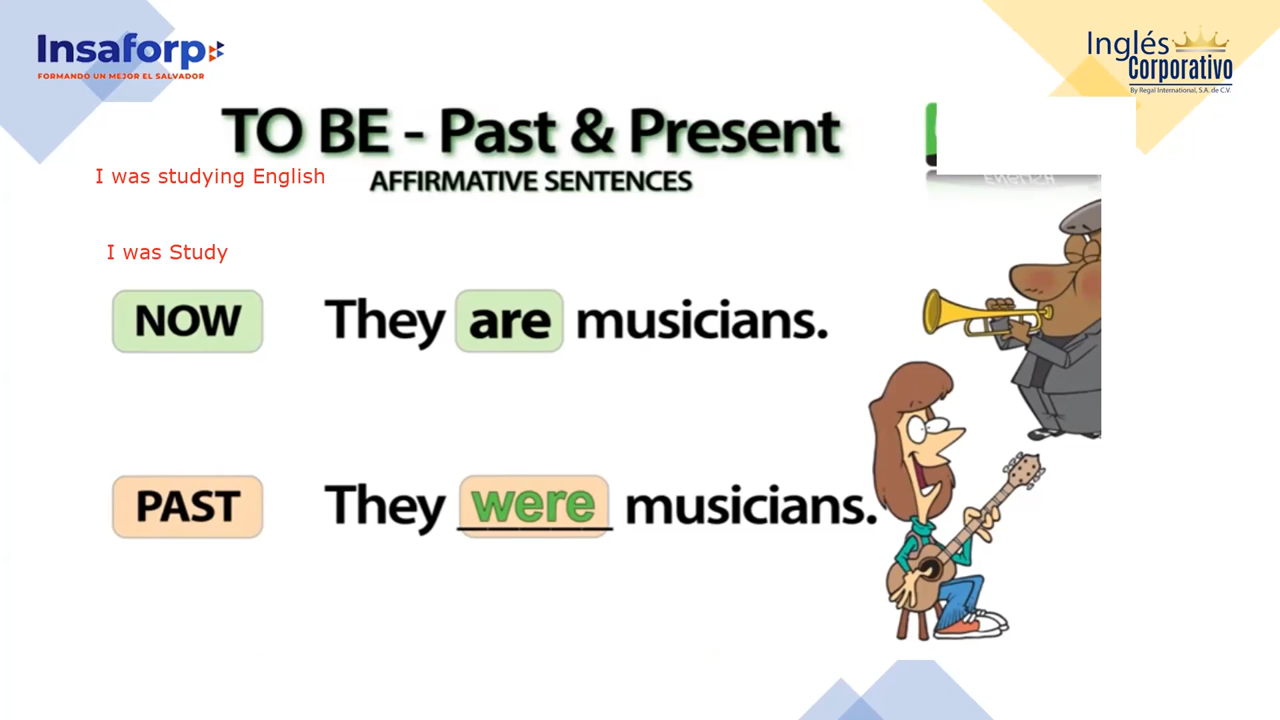 Insaforp
FORMANDO UN MEJOR EL SALVADOR
Inglés
Corporativo
By Regal International, S.A. de C.V.
TO BE - Past & Present
I was studying English
AFFIRMATIVE SENTENCES
I was Study
NOW They are musicians.
PAST They were musicians.